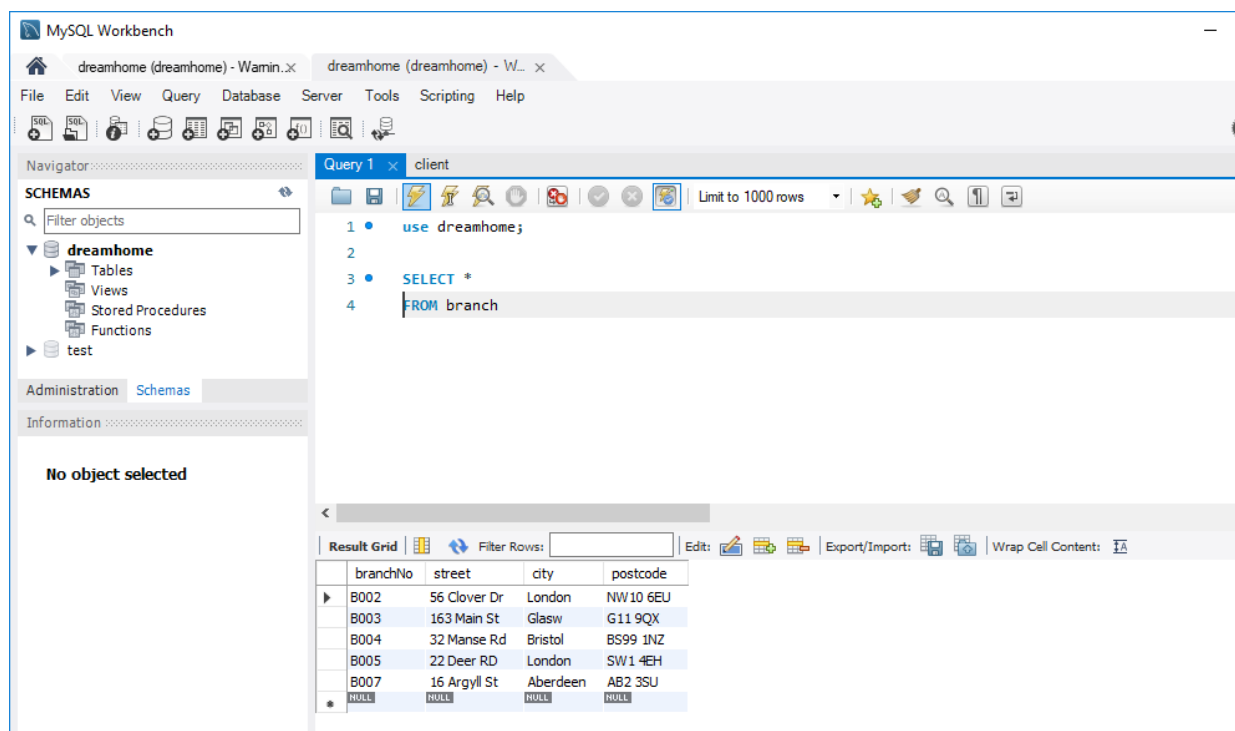 MySQL Workbench
dreamhome (dreamhome) - Warnin.. dreamhome (dreamhome) - W...
File Edit View Query Database Server Tools Scripting Help
Navigator
Query 1 client
SCHEMAS
Limit to 1000 rows
Filter objects
1 use dreamhome;
dreamhome
2
Tables
3 SELECT *
Views
4 FROM branch
Stored Procedures
Functions
test
Administration Schemas
Information
No object selected
Result Grid Filter Rows: Edit: Export/Import: Wrap Cell Content:
branchNo street city postcode
B002 56 Clover Dr London NW10 6EU
B003 163 Main St Glasw G11 9QX
B004 32 Manse Rd Bristol BS99 1NZ
B005 22 Deer RD London SW1 4EH
B007 16 Argyll St Aberdeen AB2 3SU
NULL NULL NULL NULL